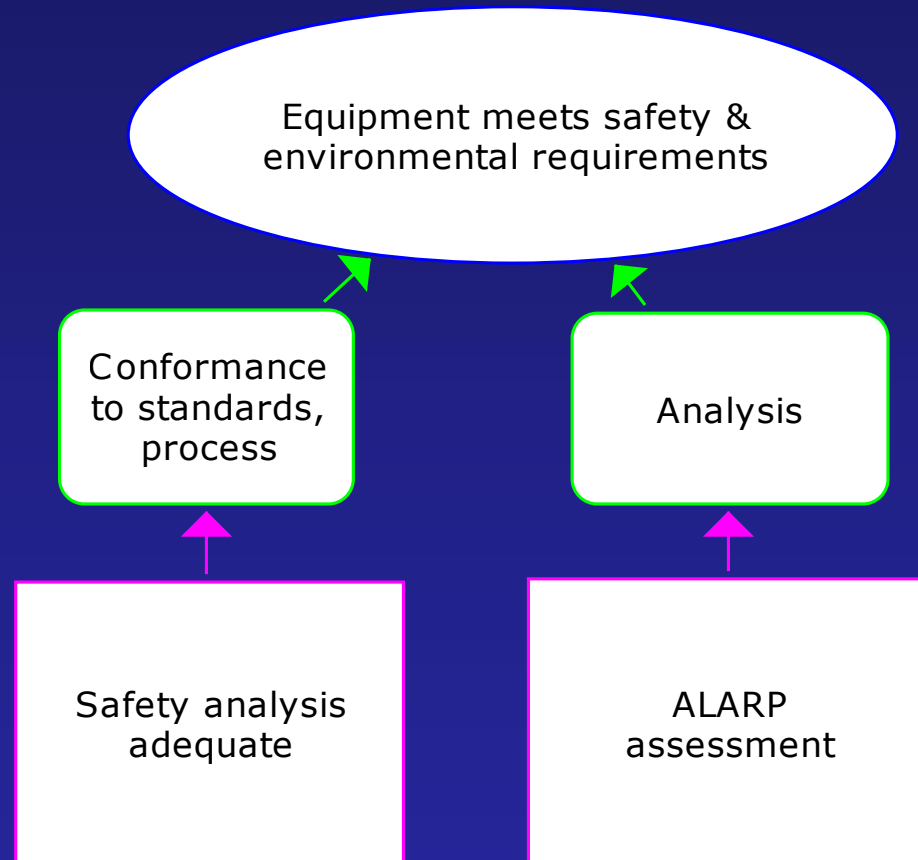 Equipment meets safety &
environmental requirements
Conformance
to standards,
process
Analysis
Safety analysis
adequate
ALARP
assessment